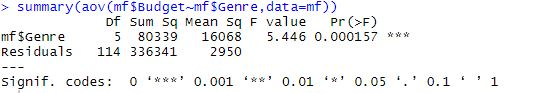 > summary(aov(mf$Budget~mf$Genre,data=mf))
             Df Sum Sq Mean Sq F value   Pr(>F)
mf$Genre      5  80339   16068   5.446 0.000157 ***
Residuals   114 336341    2950
---
Signif. codes:  0 ‘***’ 0.001 ‘**’ 0.01 ‘*’ 0.05 ‘.’ 0.1 ‘ ’ 1